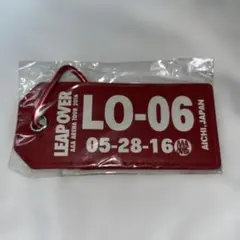 LEAP OVER
AAA ARENA TOUR 2016
LO-06
05-28-16
AICHI, JAPAN